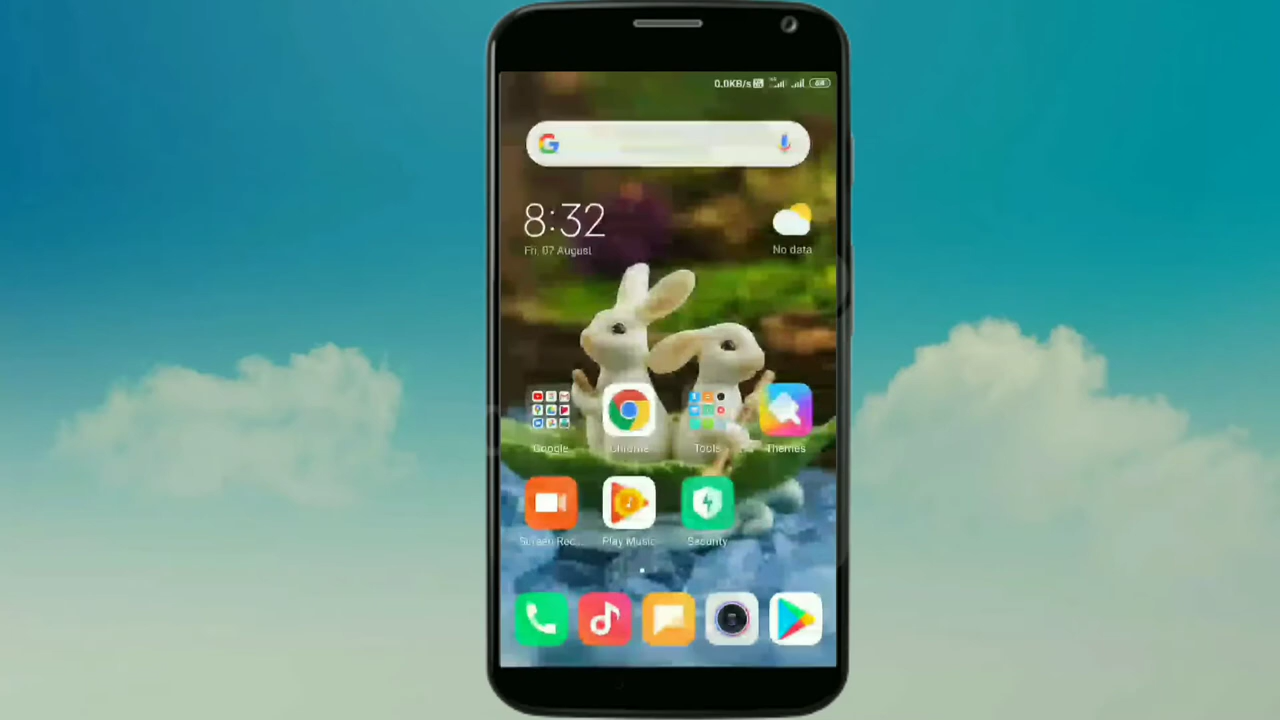 0.0KB/s
8:32
Fri, 07 August
No data
Google
Chrome
Tools
Themes
Screen Rec...
Play Music
Security